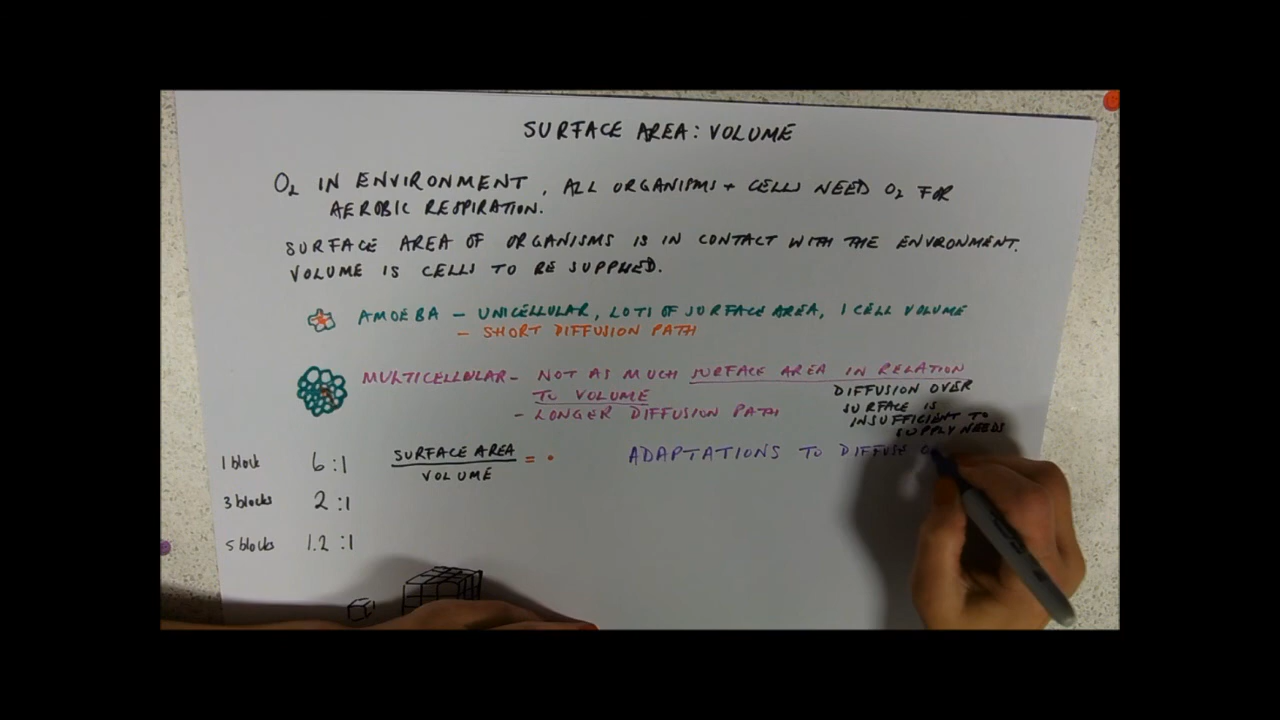 SURFACE AREA: VOLUME
O2 IN ENVIRONMENT, ALL ORGANISMS + CELLS NEED O2 FOR
AEROBIC RESPIRATION.
SURFACE AREA OF ORGANISMS IS IN CONTACT WITH THE ENVIRONMENT.
VOLUME IS CELLS TO BE SUPPLIED.
AMOEBA – UNICELLULAR, LOTS OF SURFACE AREA, 1 CELL VOLUME
– SHORT DIFFUSION PATH
MULTICELLULAR – NOT AS MUCH SURFACE AREA IN RELATION
TO VOLUME
– LONGER DIFFUSION PATH
DIFFUSION OVER
SURFACE IS
INSUFFICIENT TO
SUPPLY NEEDS
1 block 6:1
3 blocks 2:1
5 blocks 1.2:1
SURFACE AREA
VOLUME
=
ADAPTATIONS TO DIFFUSE